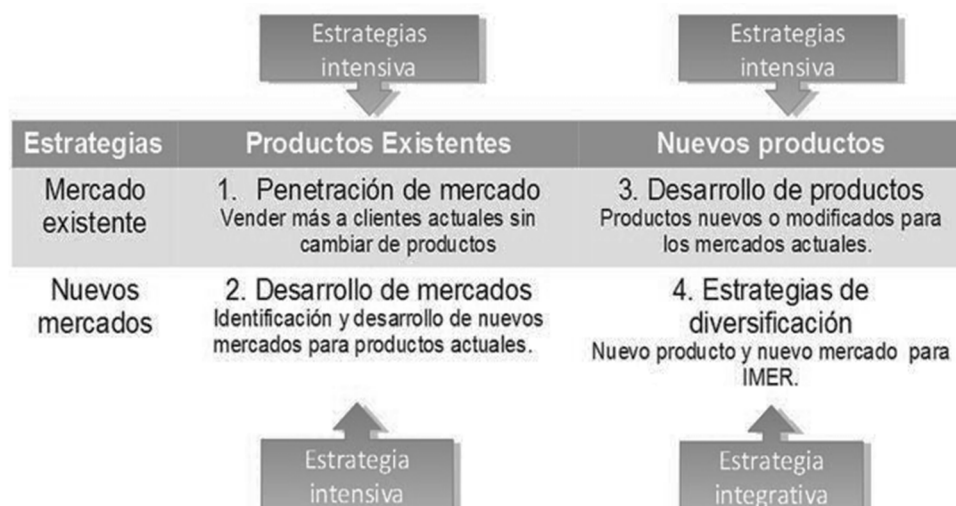 Estrategias
intensiva
Estrategias
intensiva
Estrategias
Productos Existentes
Nuevos productos
Mercado
existente
1. Penetración de mercado
Vender más a clientes actuales sin
cambiar de productos
3. Desarrollo de productos
Productos nuevos o modificados para
los mercados actuales.
Nuevos
mercados
2. Desarrollo de mercados
Identificación y desarrollo de nuevos
mercados para productos actuales.
4. Estrategias de
diversificación
Nuevo producto y nuevo mercado para
IMER.
Estrategia
intensiva
Estrategia
integrativa